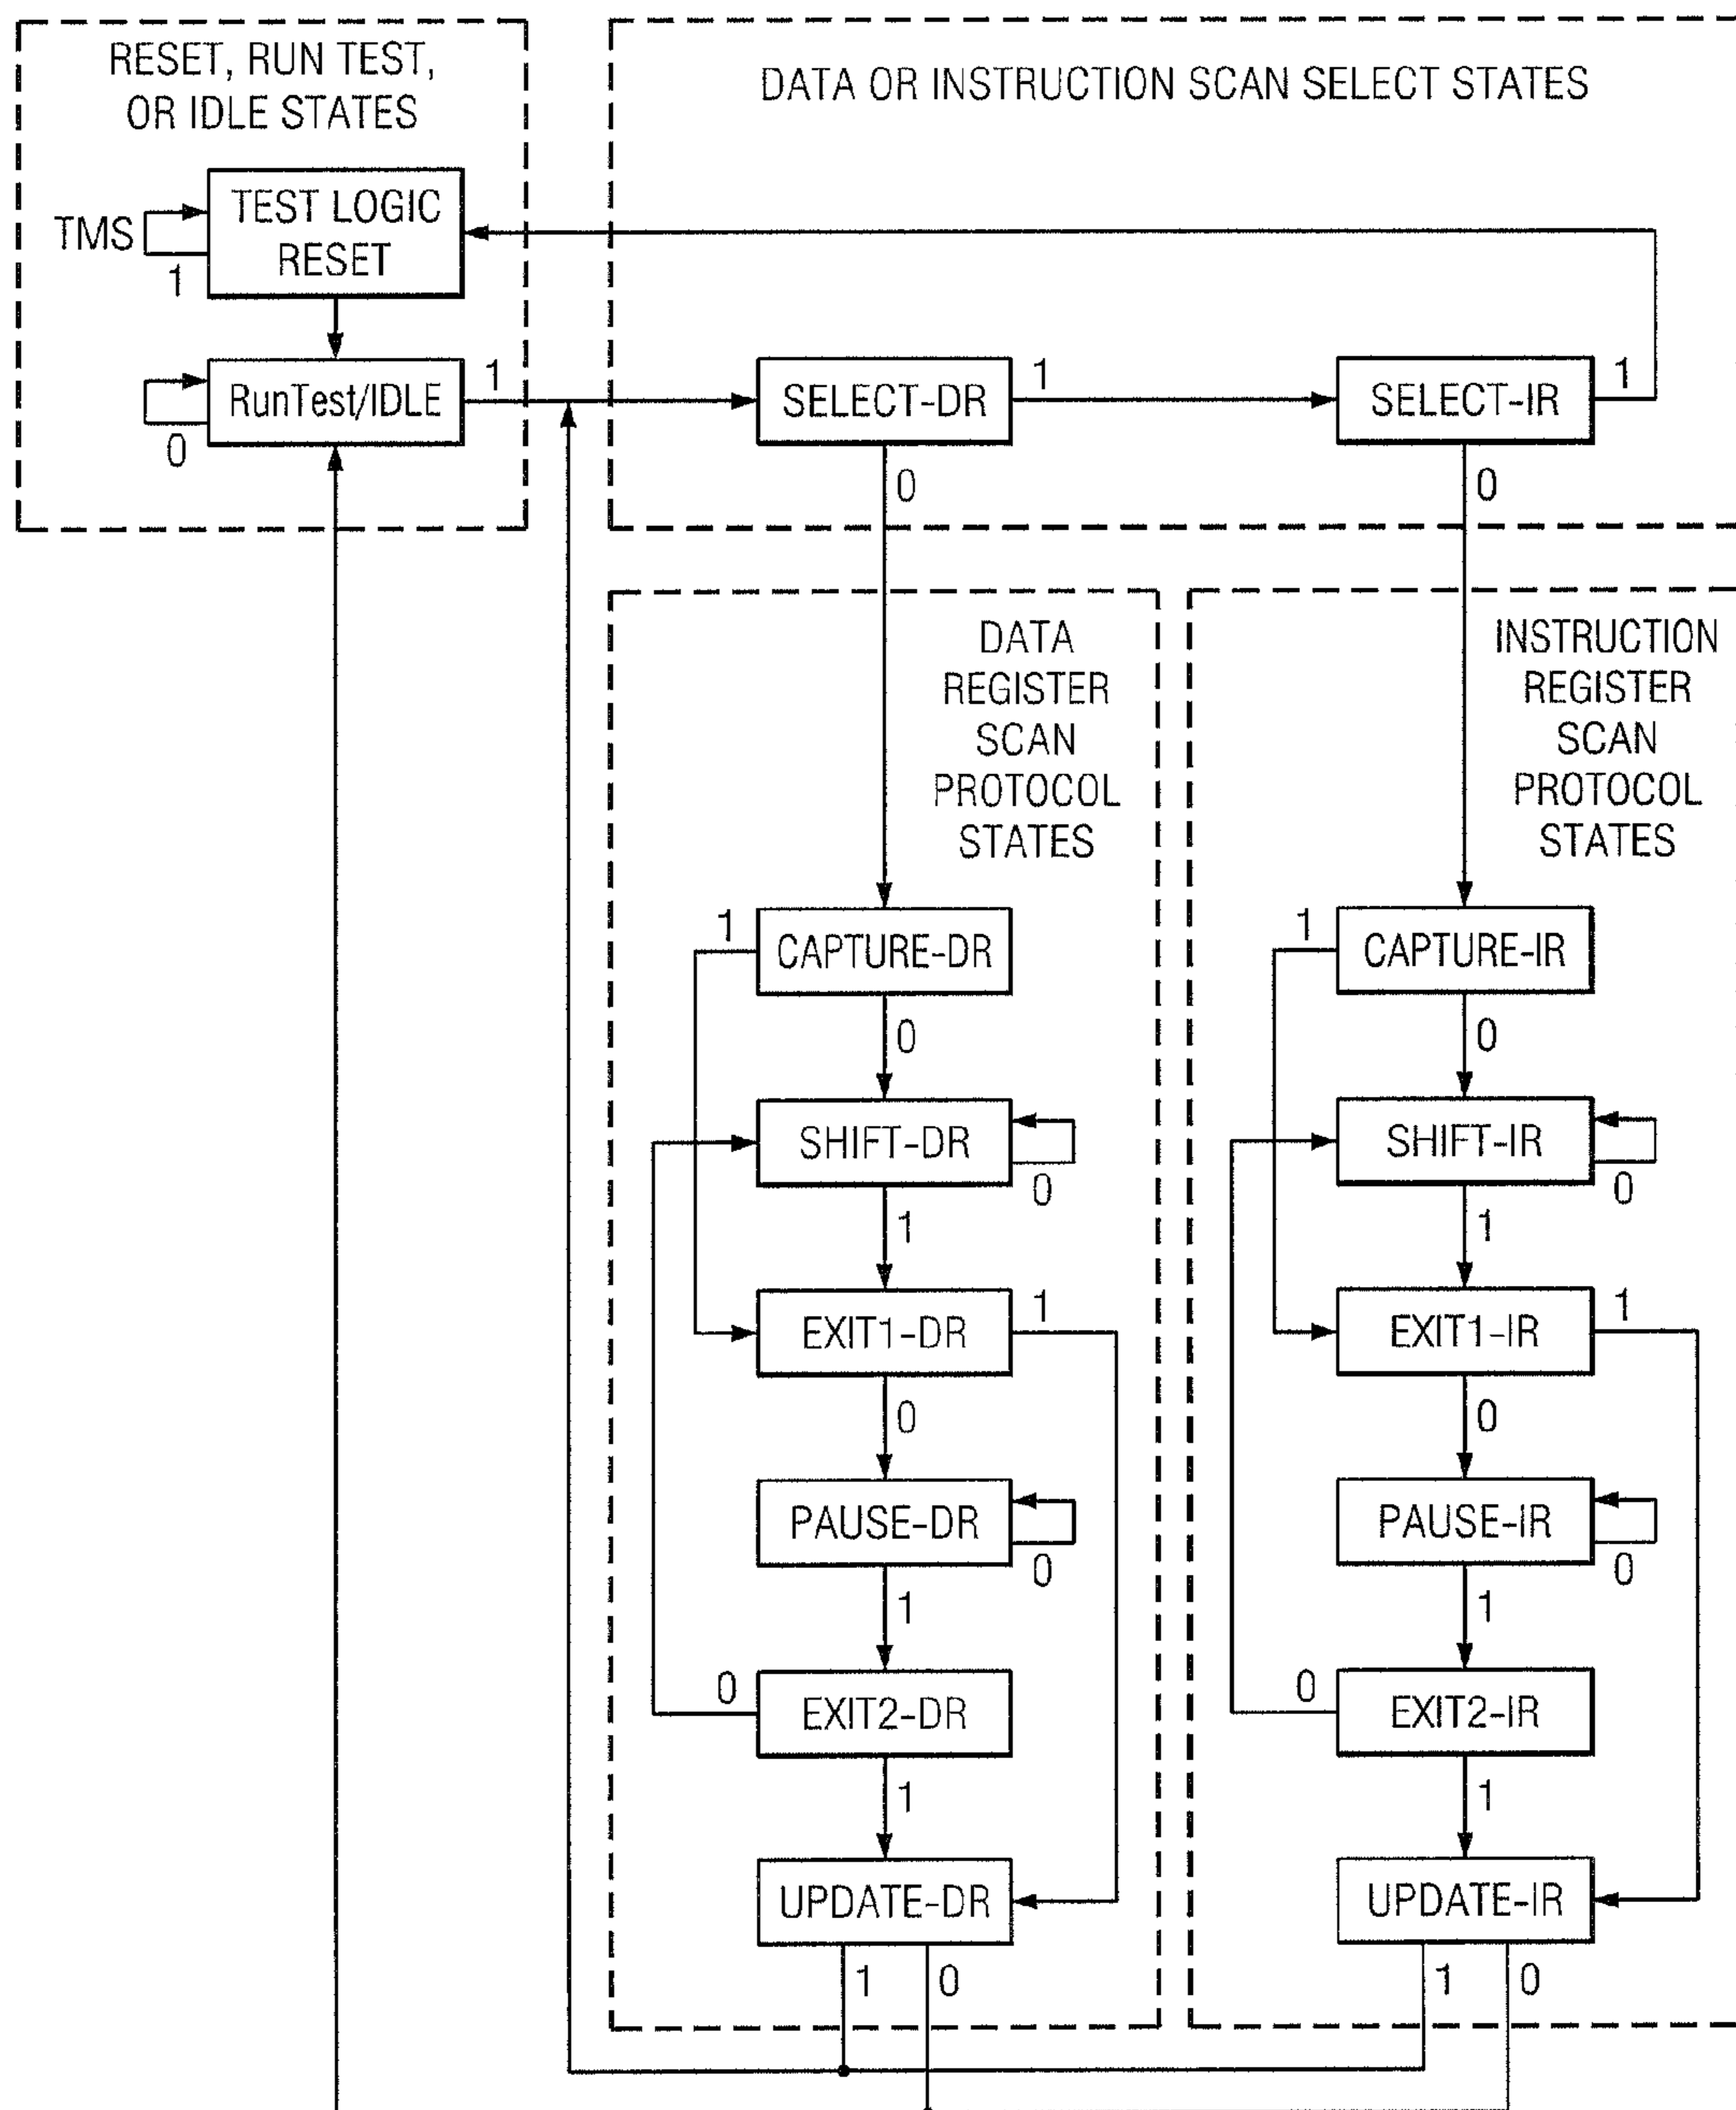 RESET, RUN TEST,
OR IDLE STATES
DATA OR INSTRUCTION SCAN SELECT STATES
TMS
TEST LOGIC
RESET
1
RunTest/IDLE
0
1
SELECT-DR
1
SELECT-IR
1
0
0
DATA
REGISTER
SCAN
PROTOCOL
STATES
INSTRUCTION
REGISTER
SCAN
PROTOCOL
STATES
1
CAPTURE-DR
0
SHIFT-DR
0
1
EXIT1-DR
1
0
PAUSE-DR
0
1
0
EXIT2-DR
1
UPDATE-DR
1
0
1
CAPTURE-IR
0
SHIFT-IR
0
1
EXIT1-IR
1
0
PAUSE-IR
0
1
0
EXIT2-IR
1
UPDATE-IR
1
0